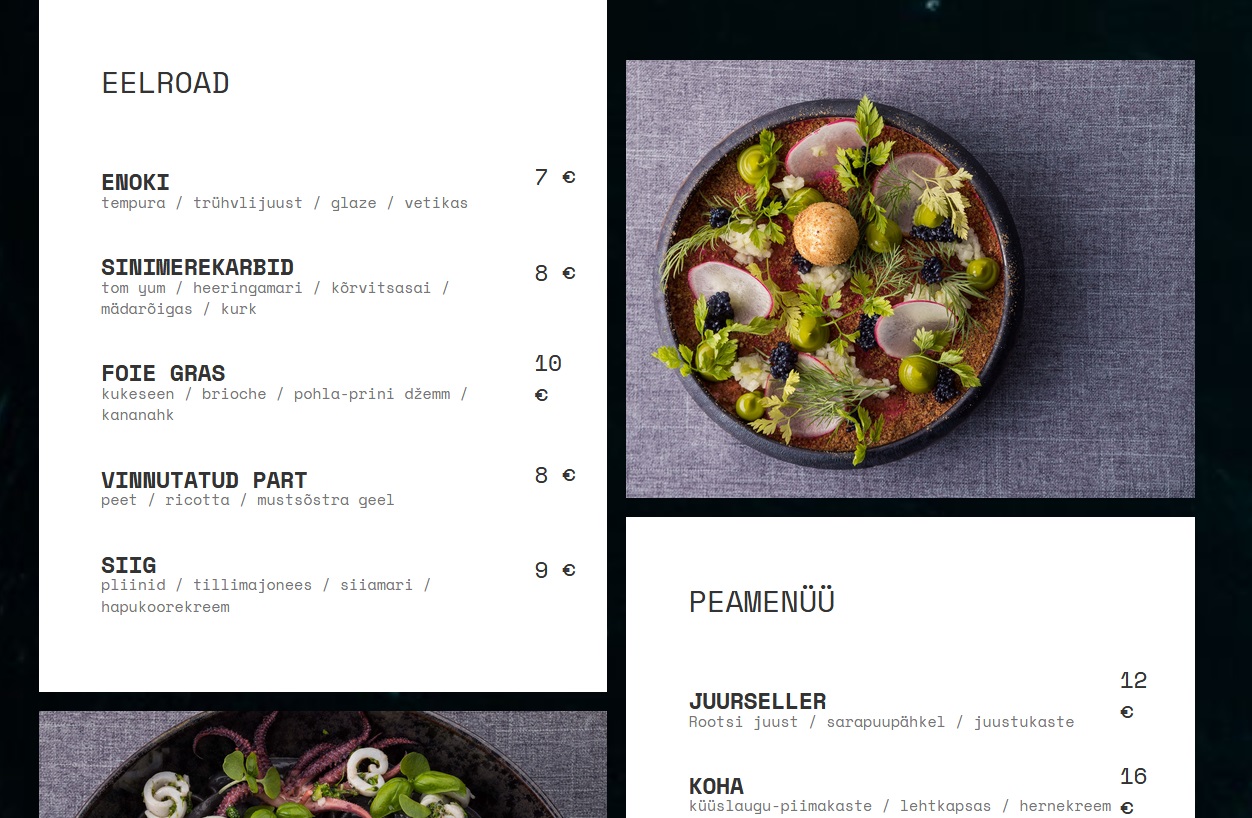 EELROAD
ENOKI
7 €
tempura / trühvlijuust / glaze / vetikas
SINIMEREKARBID
8 €
tom yum / heeringamari / kõrvitsasai /
mädarõigas / kurk
FOIE GRAS
10
€
kukeseen / brioche / pohla-prini džemm /
kananahk
VINNUTATUD PART
8 €
peet / ricotta / mustsõstra geel
SIIG
9 €
pliinid / tillimajonees / siiamari /
hapukoorekreem
PEAMENÜÜ
JUURSELLER
12
€
Rootsi juust / sarapuupähkel / juustukaste
KOHA
16
€
küüslaugu-piimakaste / lehtkapsas / hernekreem